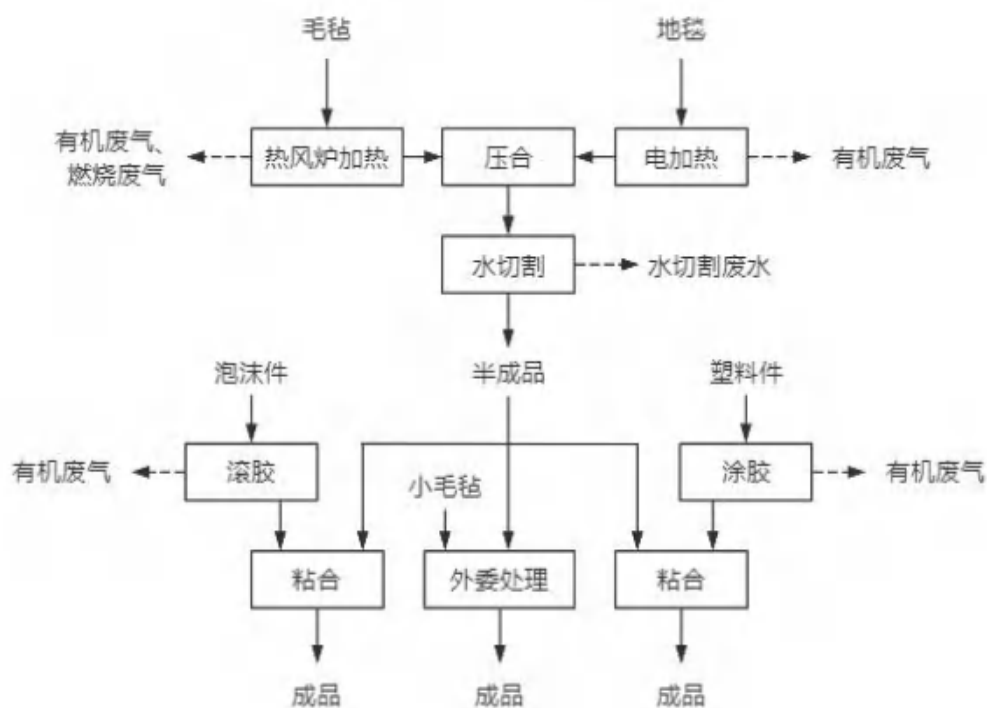 毛毡
地毯
有机废气、
燃烧废气
热风炉加热
压合
电加热
有机废气
水切割
水切割废水
泡沫件
半成品
塑料件
有机废气
滚胶
小毛毡
涂胶
有机废气
粘合
外委处理
粘合
成品
成品
成品